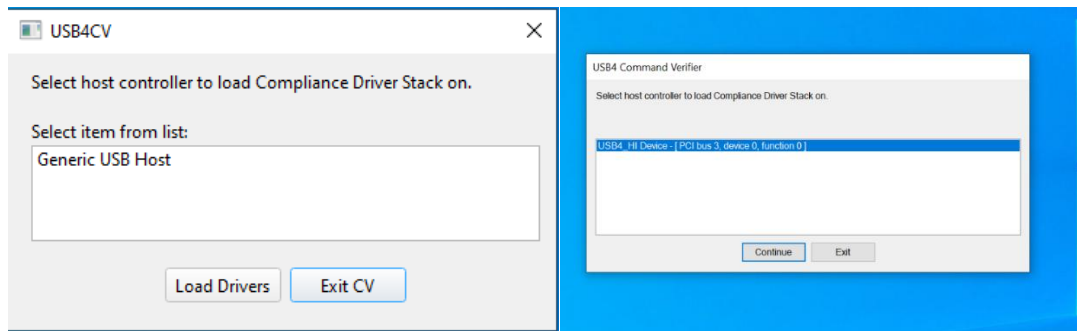 USB4CV
Select host controller to load Compliance Driver Stack on.
Select item from list:
Generic USB Host
Load Drivers
Exit CV
USB4 Command Verifier
Select host controller to load Compliance Driver Stack on.
USB4_HI Device - [ PCI bus 3, device 0, function 0 ]
Continue
Exit